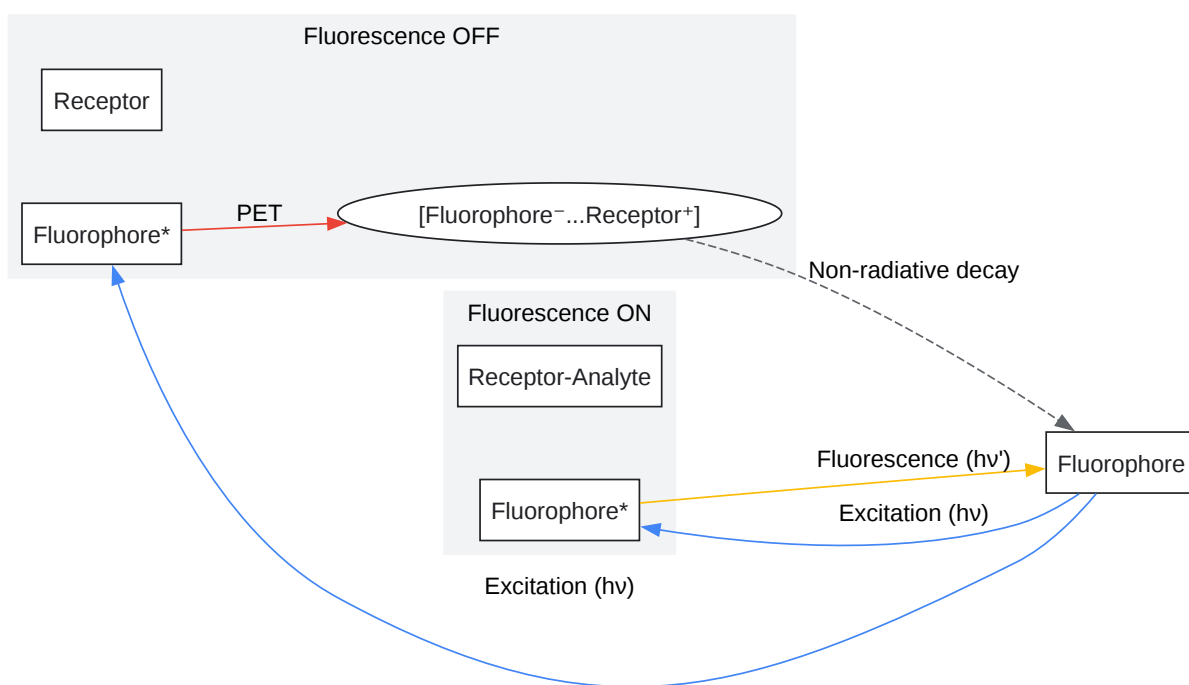 Fluorescence OFF
Receptor
PET
Fluorophore*
[Fluorophore⁻...Receptor⁺]
Non-radiative decay
Fluorescence ON
Receptor-Analyte
Fluorescence (hν')
Fluorophore
Fluorophore*
Excitation (hν)
Excitation (hν)